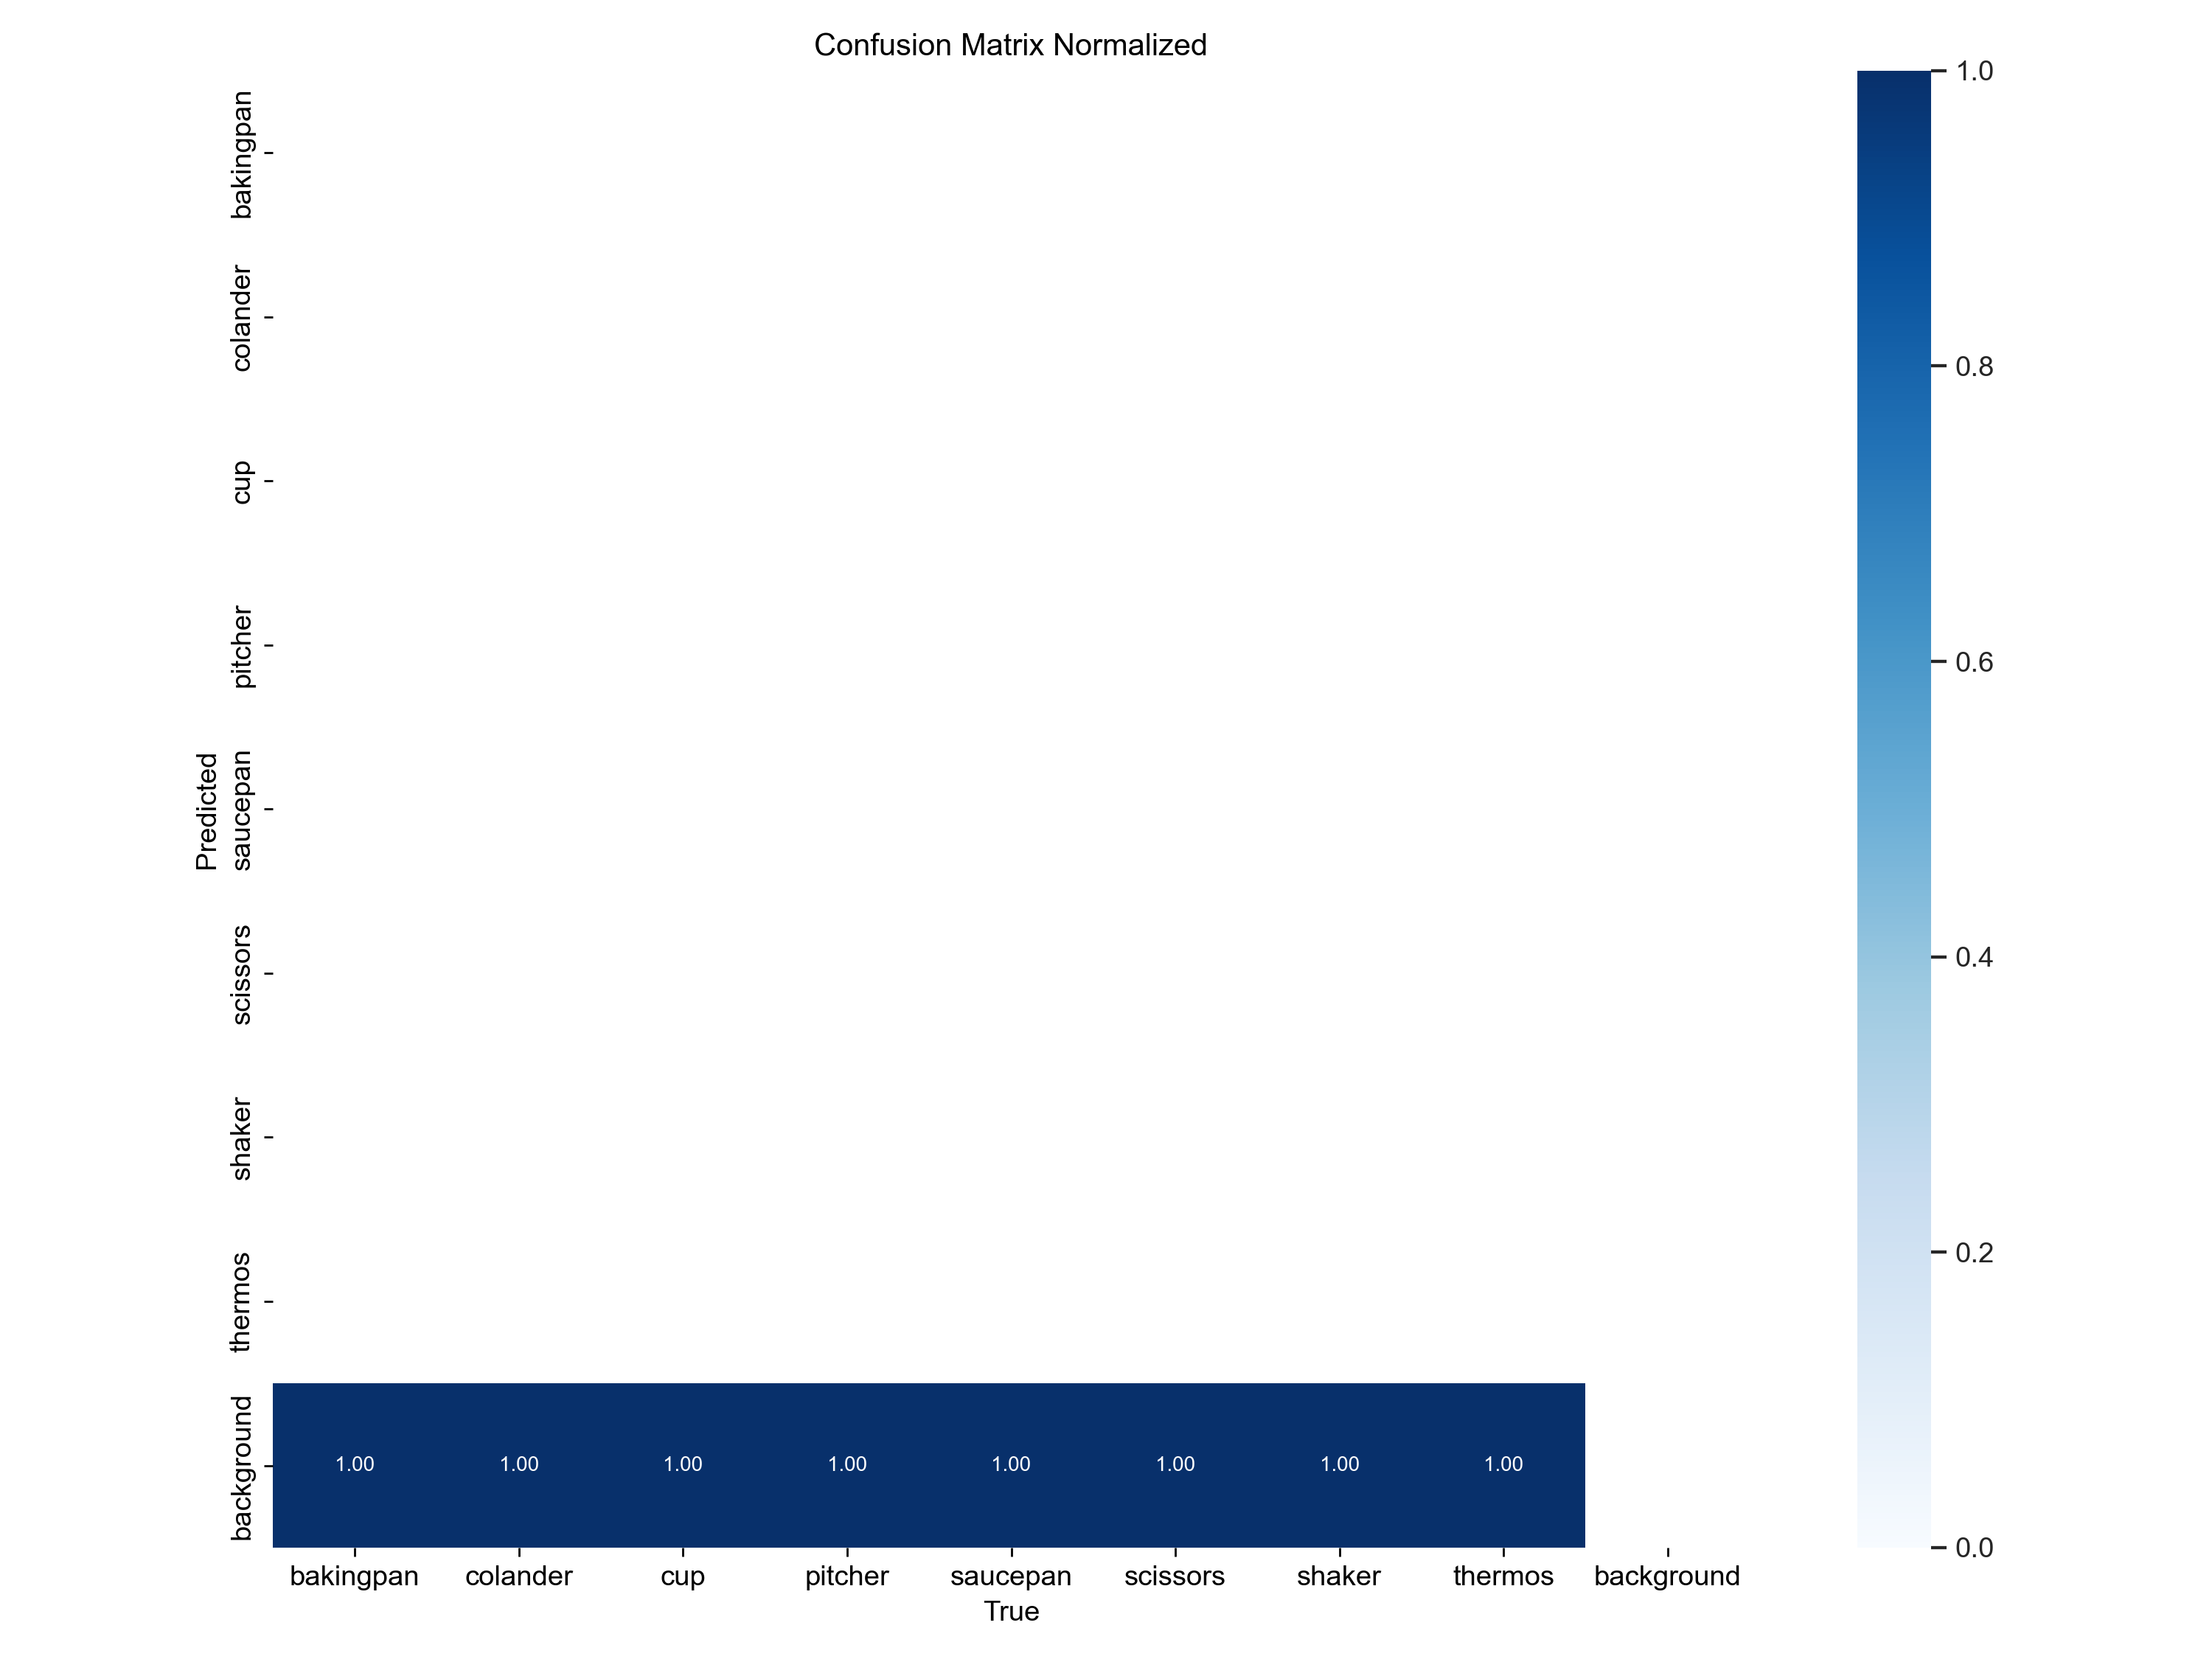 Confusion Matrix Normalized
Predicted
bakingpan
colander
cup
pitcher
saucepan
scissors
shaker
thermos
background
1.00 1.00 1.00 1.00 1.00 1.00 1.00 1.00
bakingpan colander cup pitcher saucepan scissors shaker thermos background
True
1.0
0.8
0.6
0.4
0.2
0.0